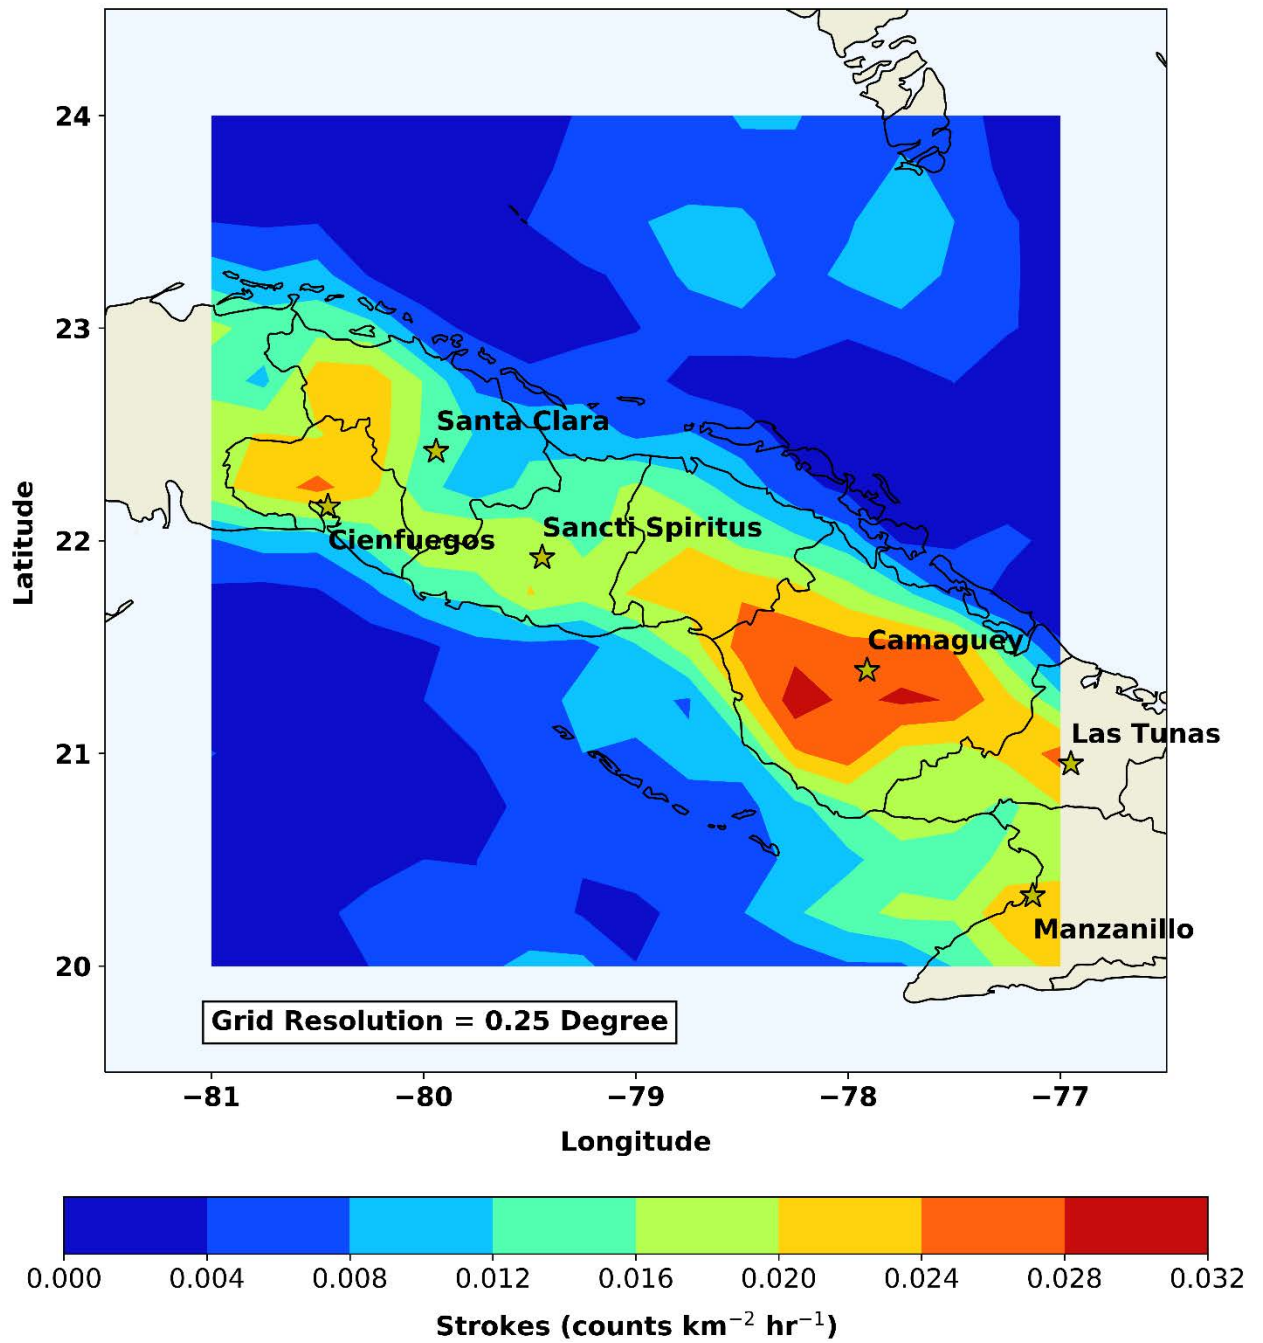 24
23
Santa Clara
Sancti Spiritus
22
Cienfuegos
Latitude
Camaguey
21
Las Tunas
Manzanillo
20
Grid Resolution = 0.25 Degree
−81 −80 −79 −78 −77
Longitude
0.000 0.004 0.008 0.012 0.016 0.020 0.024 0.028 0.032
Strokes (counts km⁻² hr⁻¹)